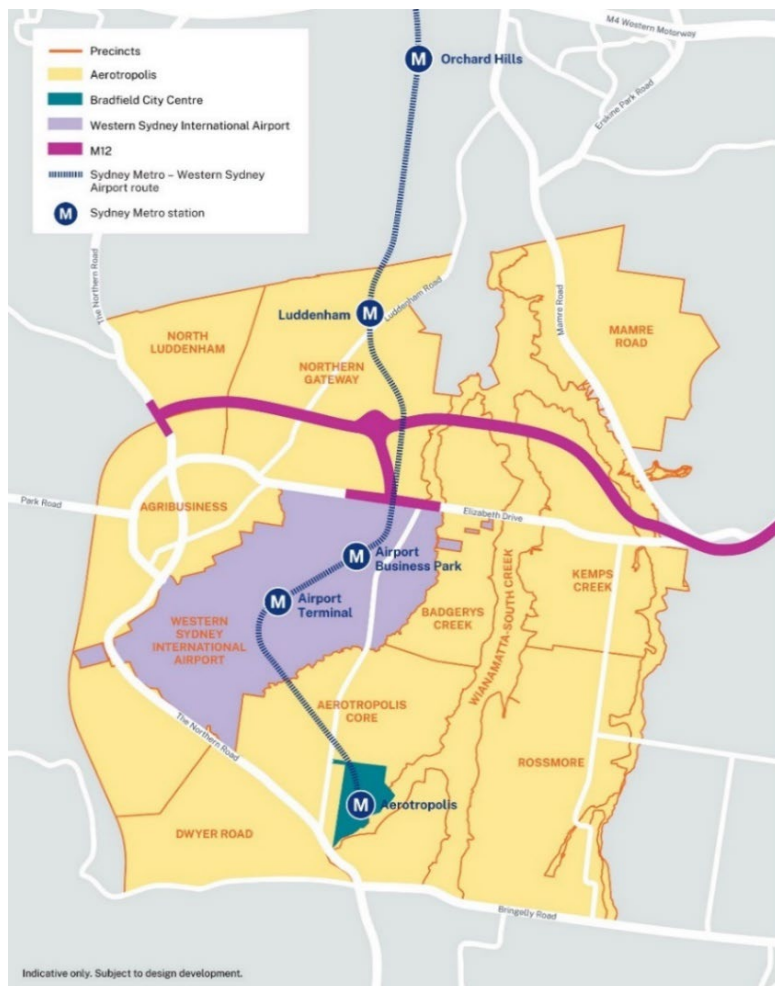 Precincts
Aerotropolis
Bradfield City Centre
Western Sydney International Airport
M12
Sydney Metro – Western Sydney
Airport route
M
Sydney Metro station
M4 Western Motorway
M
Orchard Hills
Erskine Park Road
The Northern Road
Luddenham
M
Luddenham Road
Mamre Road
NORTH
LUDDENHAM
NORTHERN
GATEWAY
MAMRE
ROAD
Park Road
AGRIBUSINESS
Elizabeth Drive
M
Airport
Business Park
M
Airport
Terminal
KEMPS
CREEK
BADGERYS
CREEK
WIANAMATTA-SOUTH CREEK
WESTERN
SYDNEY
INTERNATIONAL
AIRPORT
AEROTROPOLIS
CORE
The Northern Road
ROSSMORE
M
Aerotropolis
DWYER ROAD
Bringelly Road
Indicative only. Subject to design development.